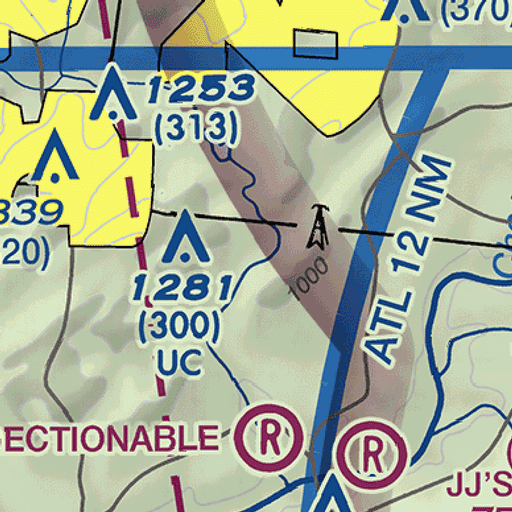 (370)
1253
(313)
339
20)
1281
(300)
UC
1000
ATL 12 NM
ECTIONABLE
R
R
JJ'S